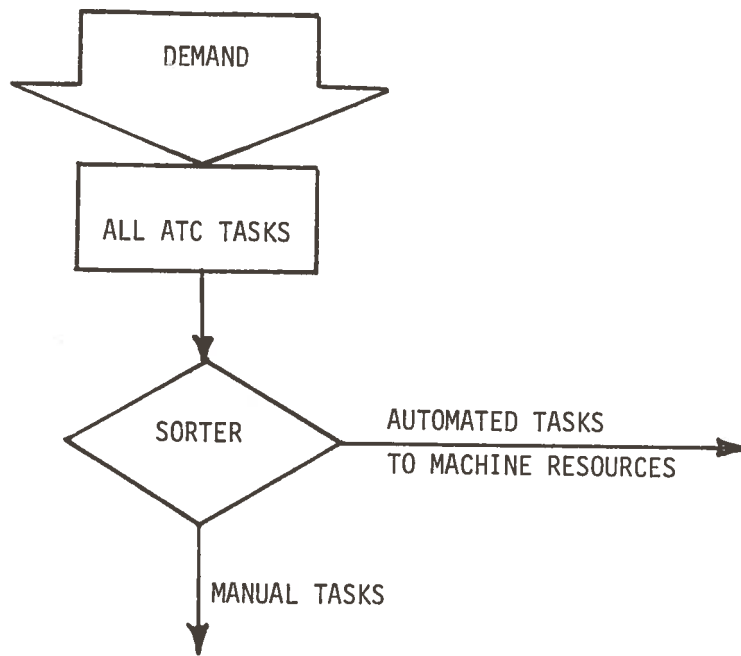 DEMAND
ALL ATC TASKS
SORTER
AUTOMATED TASKS
TO MACHINE RESOURCES
MANUAL TASKS